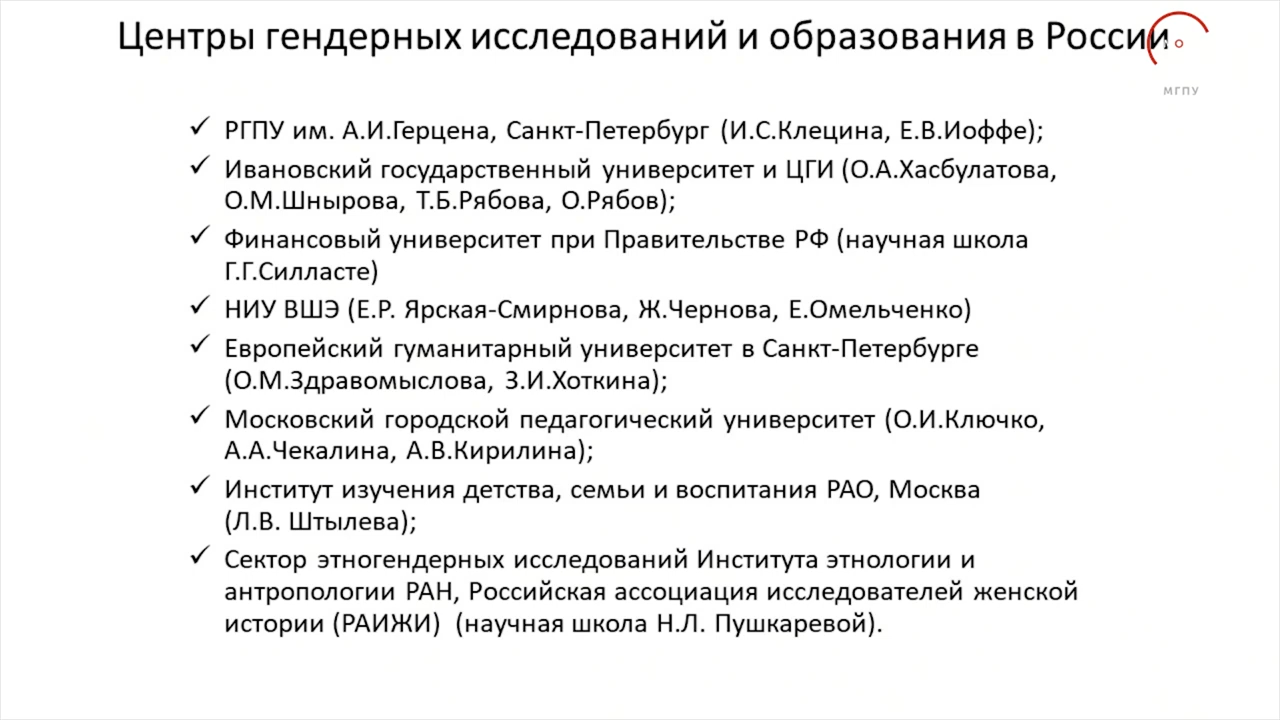 Центры гендерных исследований и образования в России
МГПУ
РГПУ им. А.И.Герцена, Санкт-Петербург (И.С.Клецина, Е.В.Иоффе);
Ивановский государственный университет и ЦГИ (О.А.Хасбулатова,
О.М.Шнырова, Т.Б.Рябова, О.Рябов);
Финансовый университет при Правительстве РФ (научная школа
Г.Г.Силласте)
НИУ ВШЭ (Е.Р. Ярская-Смирнова, Ж.Чернова, Е.Омельченко)
Европейский гуманитарный университет в Санкт-Петербурге
(О.М.Здравомыслова, З.И.Хоткина);
Московский городской педагогический университет (О.И.Ключко,
А.А.Чекалина, А.В.Кирилина);
Институт изучения детства, семьи и воспитания РАО, Москва
(Л.В. Штылева);
Сектор этногендерных исследований Института этнологии и
антропологии РАН, Российская ассоциация исследователей женской
истории (РАИЖИ) (научная школа Н.Л. Пушкаревой).